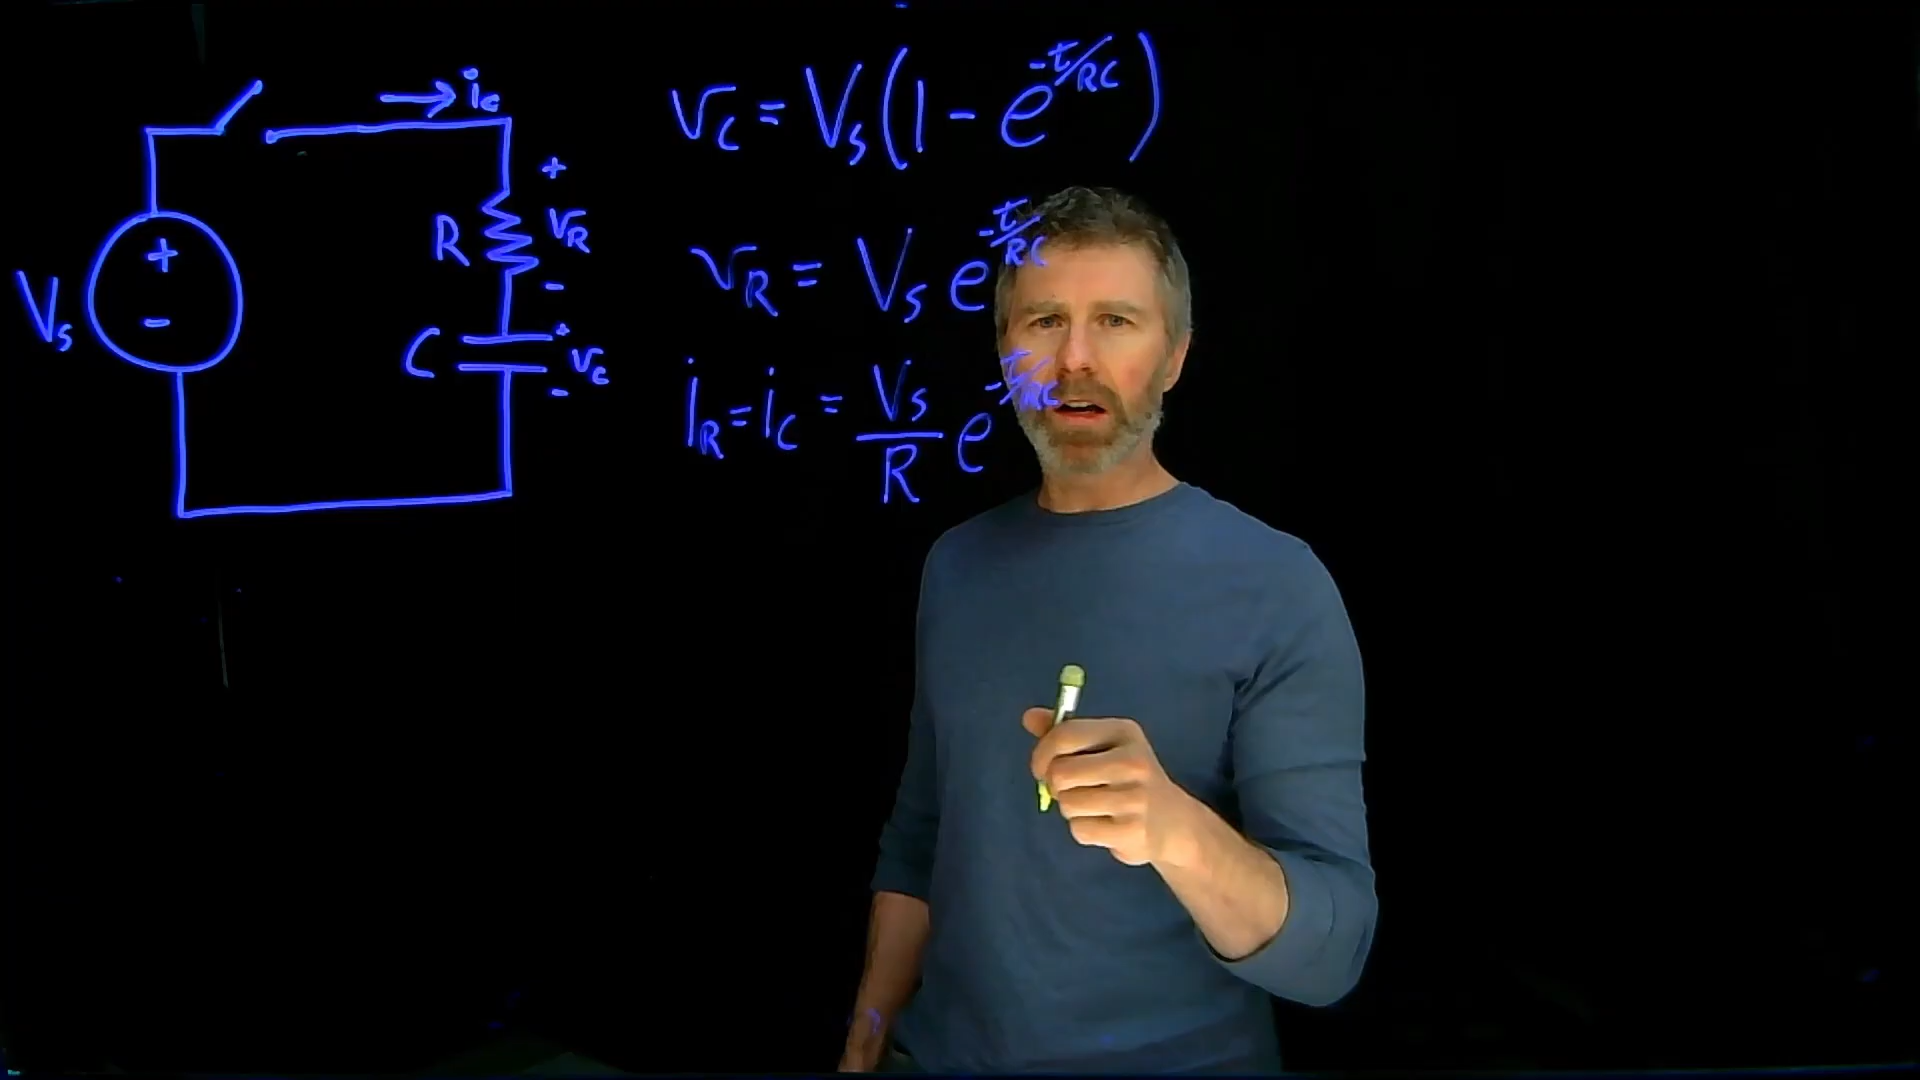 i_c
+
V_s
+
-
R
v_R
-
+
C
v_c
-
v_c = V_s(1 - e^{-t/RC})
v_R = V_s e^{-t/RC}
i_R = i_C = V_s/R e^{-t/RC}